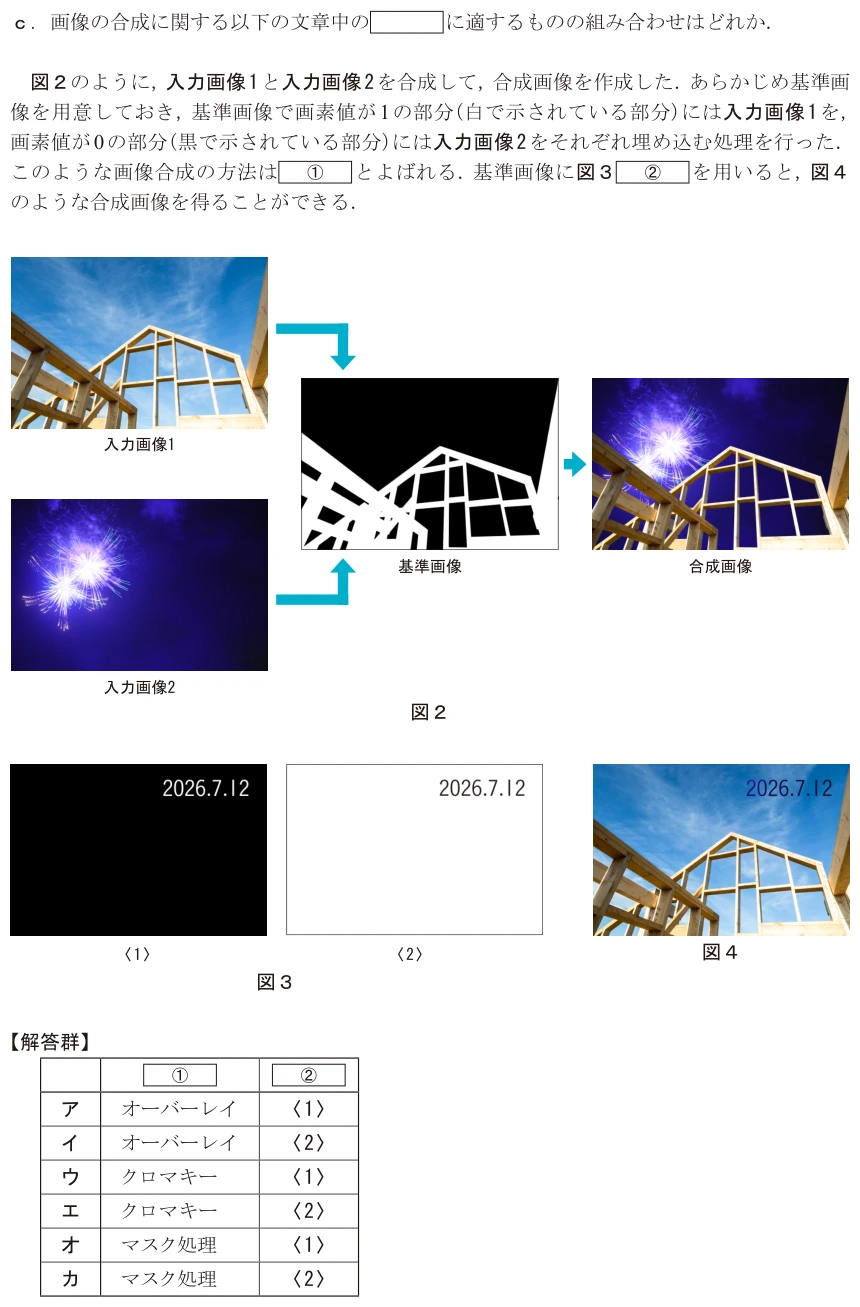 c．画像の合成に関する以下の文章中の　　　に適するものの組み合わせはどれか．
図２のように，入力画像1と入力画像2を合成して，合成画像を作成した．あらかじめ基準画
像を用意しておき，基準画像で画素値が1の部分(白で示されている部分)には入力画像1を，
画素値が0の部分(黒で示されている部分)には入力画像2をそれぞれ埋め込む処理を行った．
このような画像合成の方法は ① とよばれる．基準画像に図３ ② を用いると，図４
のような合成画像を得ることができる．
入力画像1
基準画像
合成画像
入力画像2
図２
2026.7.12
2026.7.12
2026.7.12
〈1〉
〈2〉
図４
図３
【解答群】
① ②
ア オーバーレイ 〈1〉
イ オーバーレイ 〈2〉
ウ クロマキー 〈1〉
エ クロマキー 〈2〉
オ マスク処理 〈1〉
カ マスク処理 〈2〉